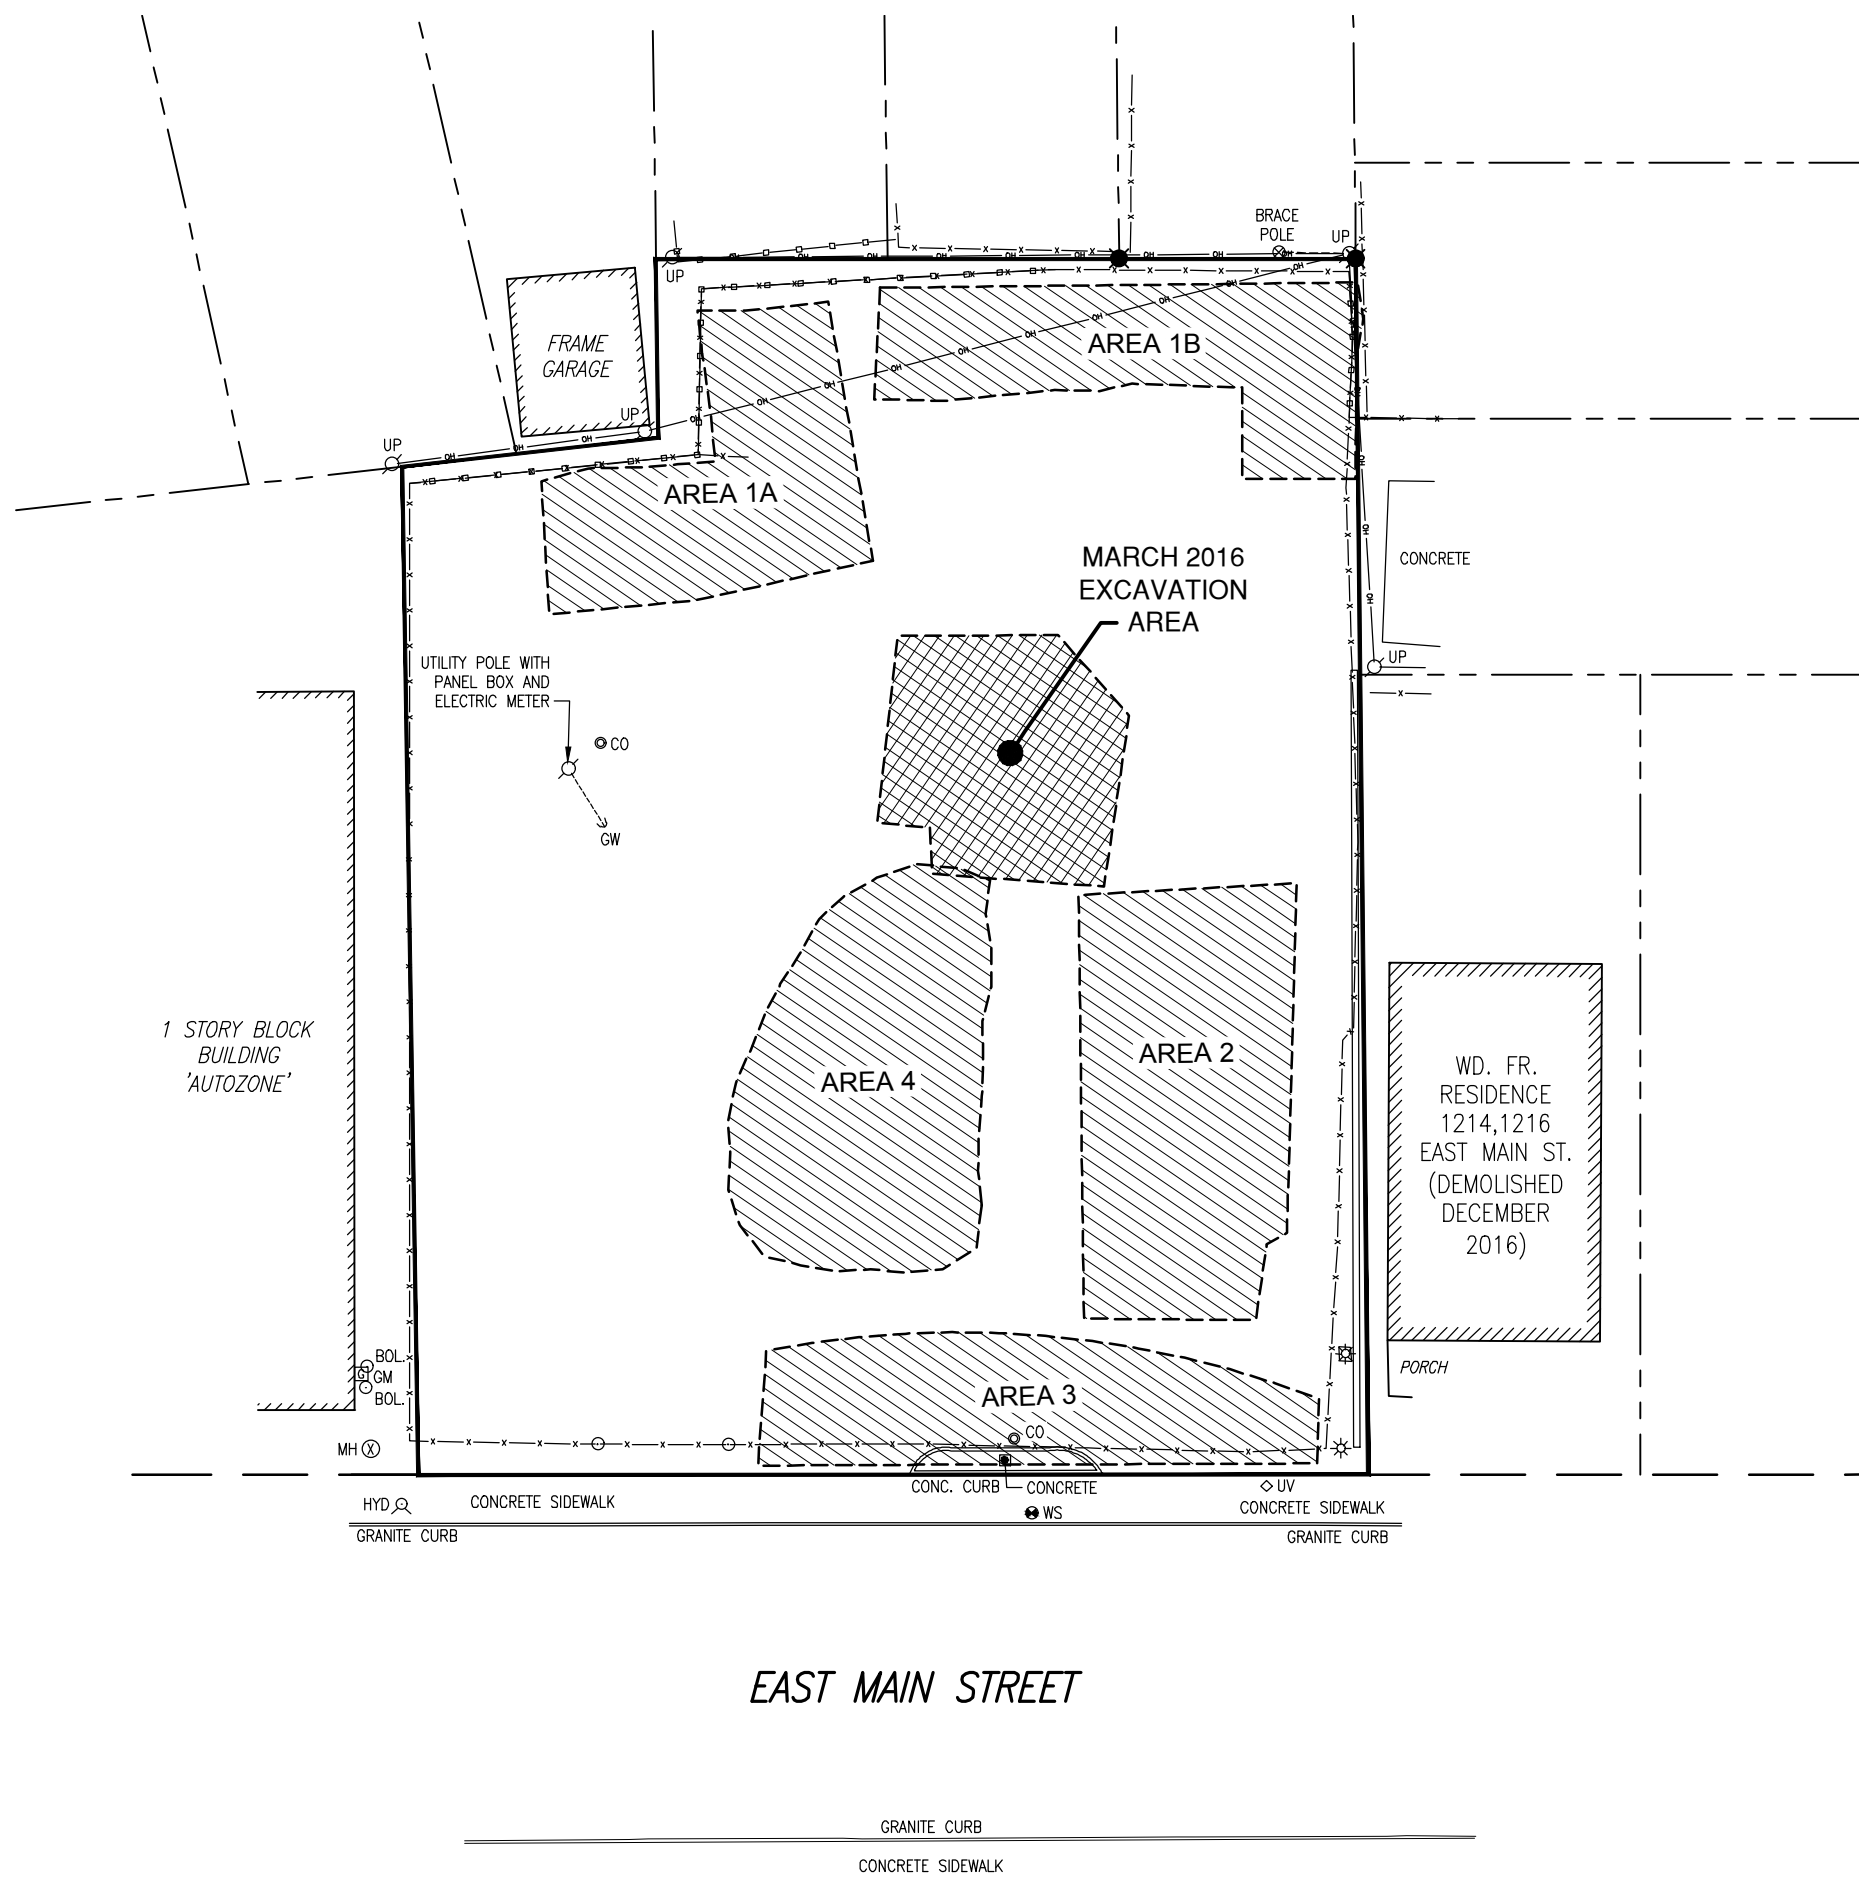 BRACE
POLE
UP
UP
FRAME
GARAGE
AREA 1B
UP
UP
AREA 1A
MARCH 2016
EXCAVATION
AREA
CONCRETE
UP
UTILITY POLE WITH
PANEL BOX AND
ELECTRIC METER
CO
GW
1 STORY BLOCK
BUILDING
'AUTOZONE'
AREA 4
AREA 2
WD. FR.
RESIDENCE
1214,1216
EAST MAIN ST.
(DEMOLISHED
DECEMBER
2016)
BOL.
G
GM
BOL.
PORCH
AREA 3
CO
MH
CONC. CURB
CONCRETE
UV
HYD
CONCRETE SIDEWALK
WS
CONCRETE SIDEWALK
GRANITE CURB
GRANITE CURB
EAST MAIN STREET
GRANITE CURB
CONCRETE SIDEWALK